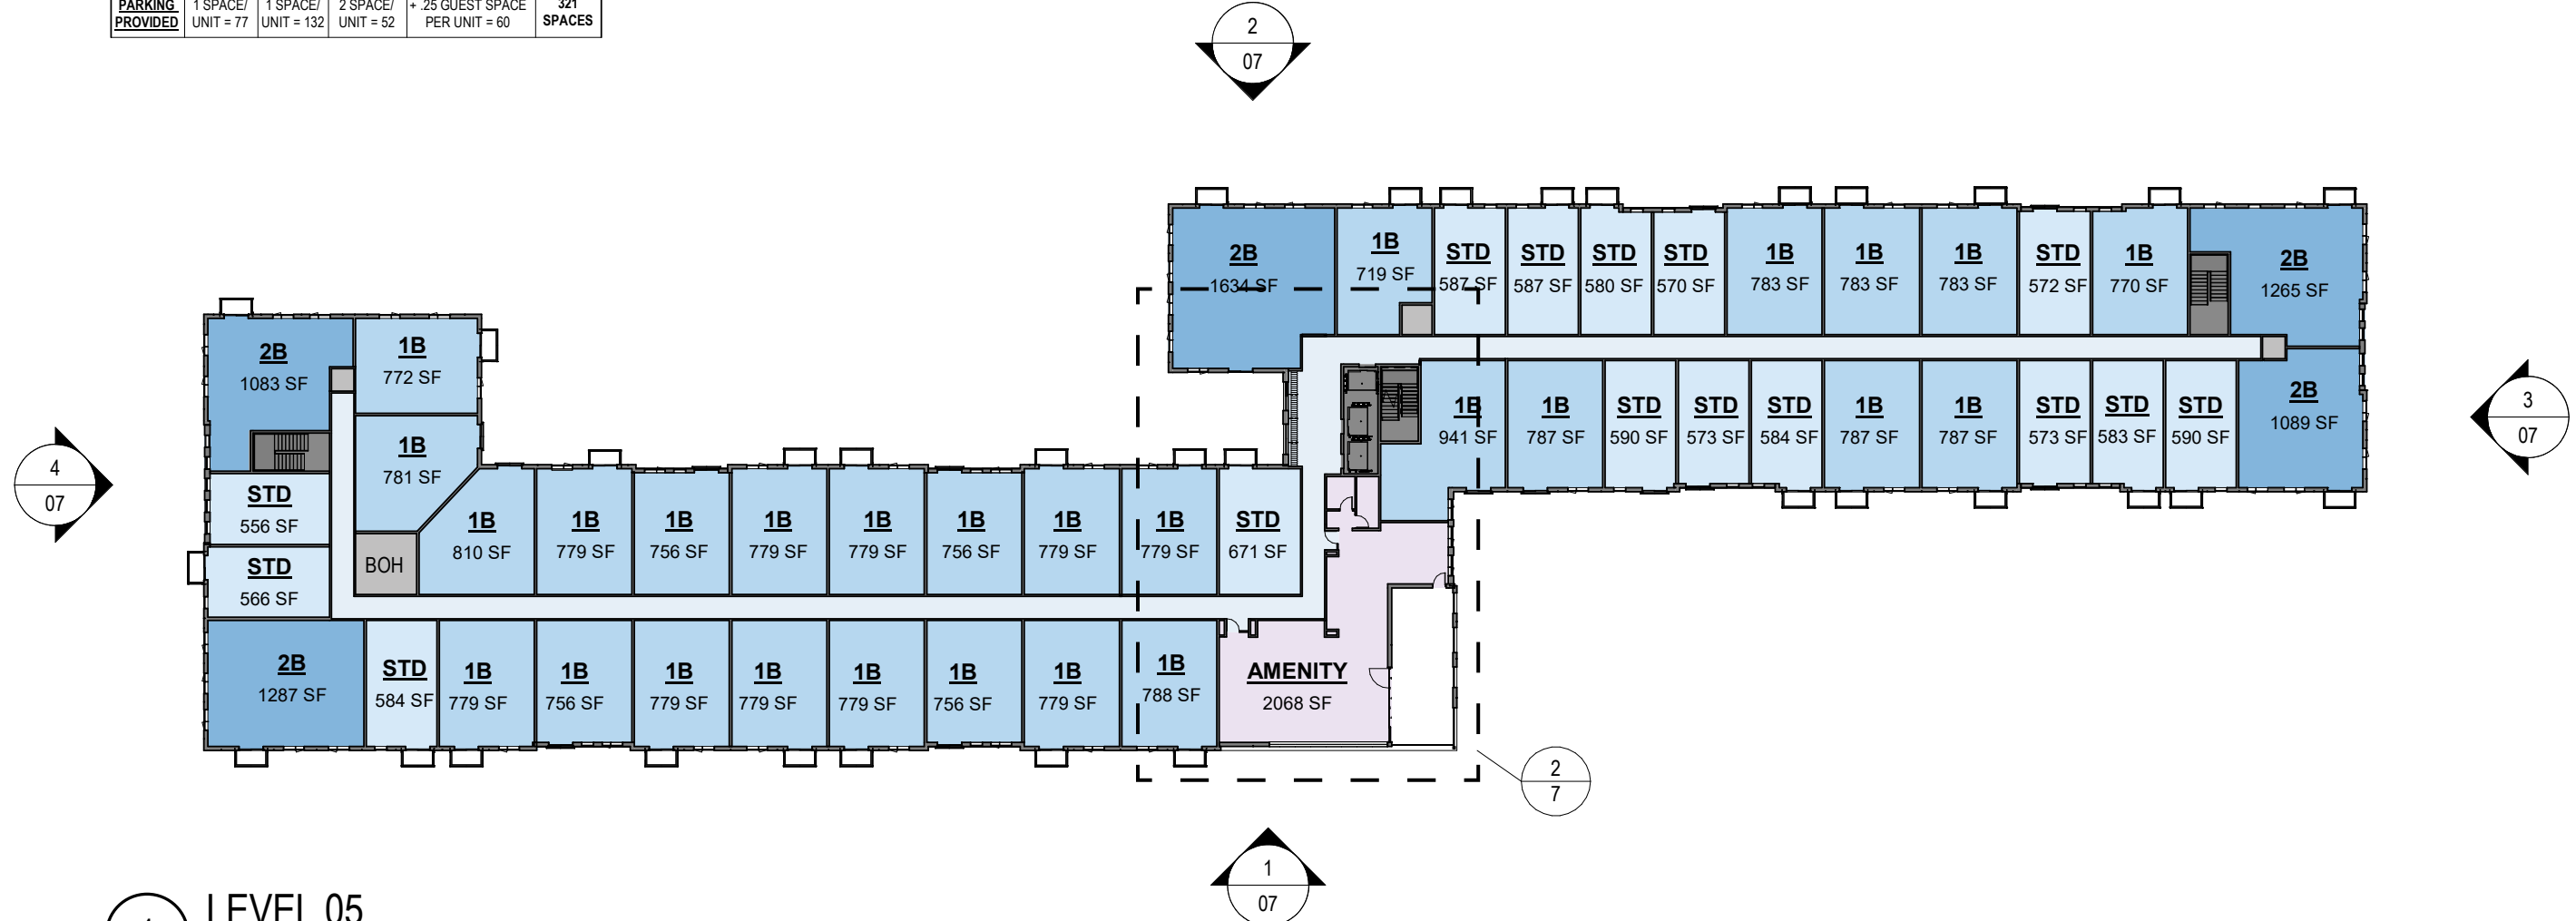 PARKING PROVIDED
1 SPACE/ UNIT = 77
1 SPACE/ UNIT = 132
2 SPACE/ UNIT = 52
+ .25 GUEST SPACE PER UNIT = 60
321 SPACES
2
07
2B
1634 SF
1B
719 SF
STD
587 SF
STD
587 SF
STD
580 SF
STD
570 SF
1B
783 SF
1B
783 SF
1B
783 SF
STD
572 SF
1B
770 SF
2B
1265 SF
2B
1083 SF
1B
772 SF
1B
781 SF
1B
941 SF
1B
787 SF
STD
590 SF
STD
573 SF
STD
584 SF
1B
787 SF
1B
787 SF
STD
573 SF
STD
583 SF
STD
590 SF
2B
1089 SF
3
07
4
07
STD
556 SF
STD
566 SF
BOH
1B
810 SF
1B
779 SF
1B
756 SF
1B
779 SF
1B
779 SF
1B
756 SF
1B
779 SF
1B
779 SF
STD
671 SF
2B
1287 SF
STD
584 SF
1B
779 SF
1B
756 SF
1B
779 SF
1B
779 SF
1B
779 SF
1B
756 SF
1B
779 SF
1B
788 SF
AMENITY
2068 SF
2
7
1
07
LEVEL 05